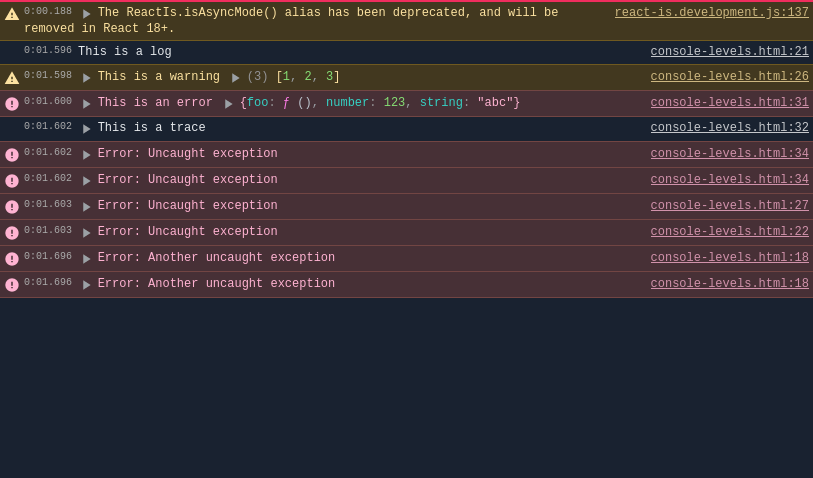 0:00.188 The ReactIs.isAsyncMode() alias has been deprecated, and will be react-is.development.js:137
removed in React 18+.
0:01.596 This is a log console-levels.html:21
0:01.598 This is a warning (3) [1, 2, 3] console-levels.html:26
0:01.600 This is an error {foo: ƒ (), number: 123, string: "abc"} console-levels.html:31
0:01.602 This is a trace console-levels.html:32
0:01.602 Error: Uncaught exception console-levels.html:34
0:01.602 Error: Uncaught exception console-levels.html:34
0:01.603 Error: Uncaught exception console-levels.html:27
0:01.603 Error: Uncaught exception console-levels.html:22
0:01.696 Error: Another uncaught exception console-levels.html:18
0:01.696 Error: Another uncaught exception console-levels.html:18